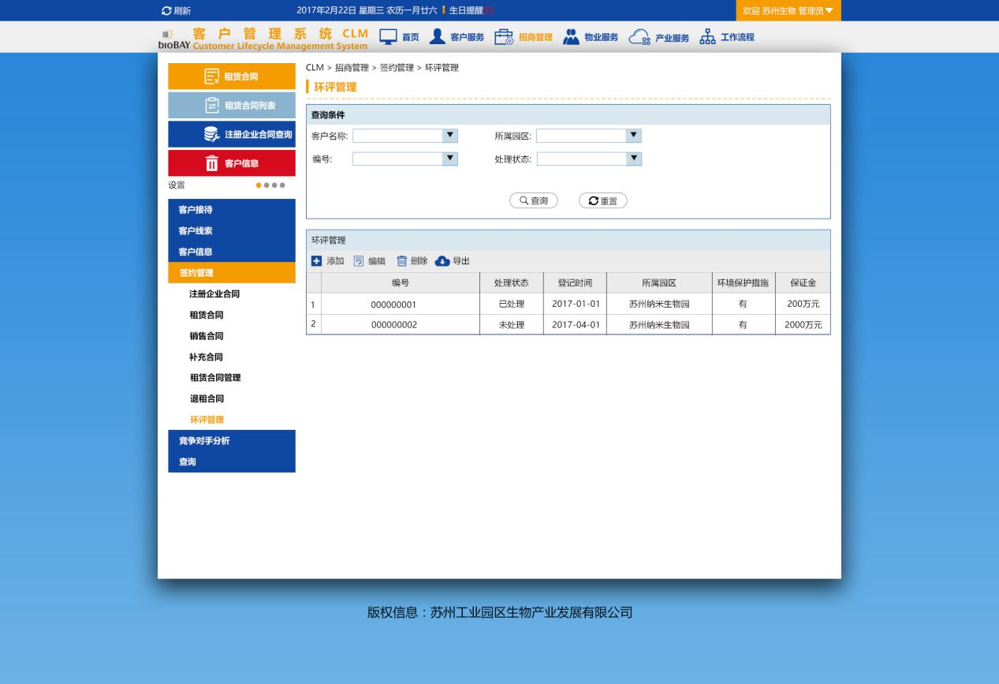 刷新 2017年2月22日 星期三 农历一月廿六 生日提醒[0] 欢迎 苏州生物 管理员
bioBAY 客户管理系统 CLM
Customer Lifecycle Management System
首页 客户服务 招商管理 物业服务 产业服务 工作流程
租赁合同
租赁合同列表
注册企业合同查询
客户信息
设置
客户接待
客户线索
客户信息
签约管理
注册企业合同
租赁合同
销售合同
补充合同
租赁合同管理
退租合同
环评管理
竞争对手分析
查询
CLM > 招商管理 > 签约管理 > 环评管理
环评管理
查询条件
客户名称: 所属园区:
编号: 处理状态:
查询 重置
环评管理
添加 编辑 删除 导出
编号 处理状态 登记时间 所属园区 环境保护措施 保证金
1 000000001 已处理 2017-01-01 苏州纳米生物园 有 200万元
2 000000002 未处理 2017-04-01 苏州纳米生物园 有 2000万元
版权信息：苏州工业园区生物产业发展有限公司